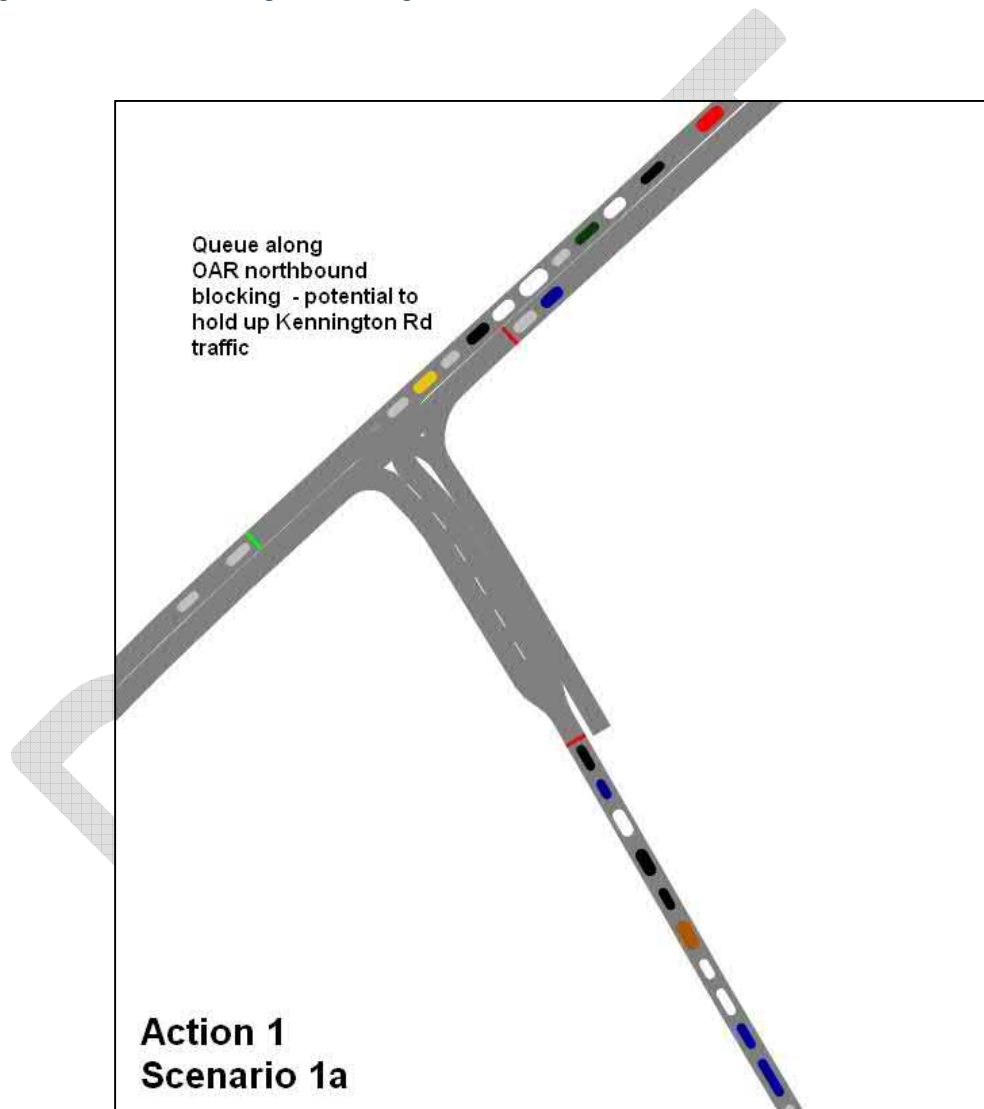 Queue along
OAR northbound
blocking - potential to
hold up Kennington Rd
traffic
Action 1
Scenario 1a